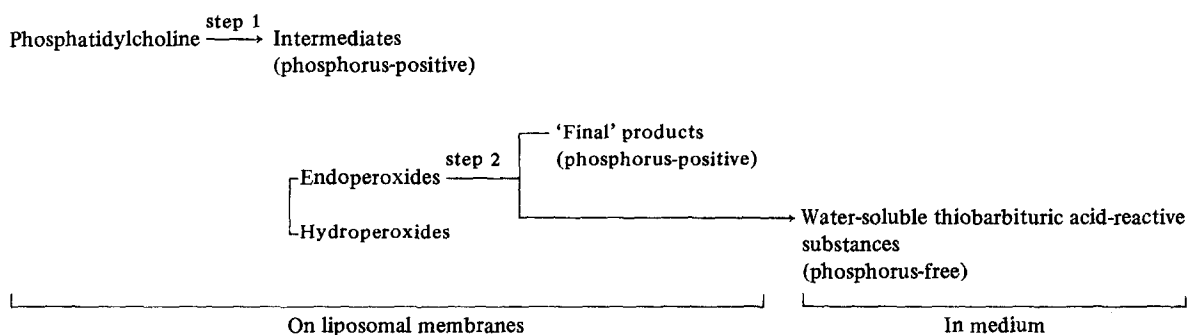 step 1
Phosphatidylcholine Intermediates
(phosphorus-positive)
'Final' products
(phosphorus-positive)
step 2
Endoperoxides
Hydroperoxides
Water-soluble thiobarbituric acid-reactive
substances
(phosphorus-free)
On liposomal membranes In medium